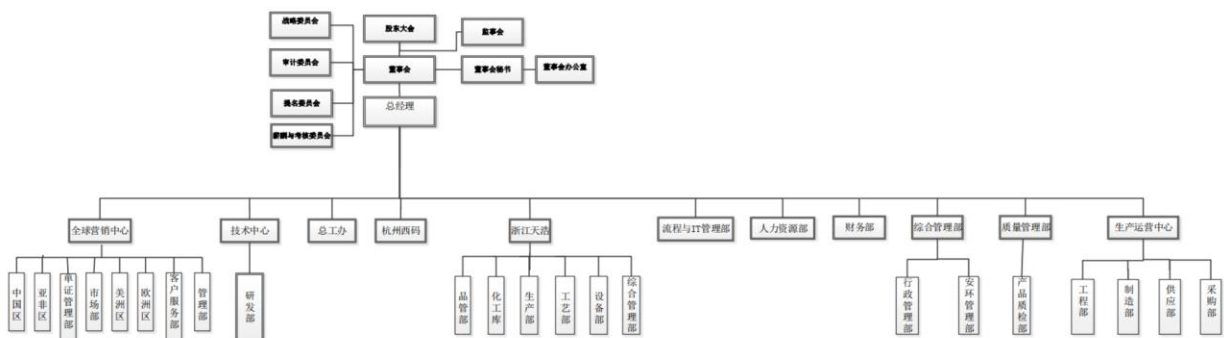 战略委员会
股东大会
监事会
审计委员会
董事会
董事会秘书
董事会办公室
提名委员会
总经理
薪酬与考核委员会
全球营销中心
技术中心
总工办
杭州西码
浙江天浩
流程与IT管理部
人力资源部
财务部
综合管理部
质量管理部
生产运营中心
中国区
亚非区
单证管理部
市场部
美洲区
欧洲区
客户服务部
管理部
研发部
品管部
化工库
生产部
工艺部
设备部
综合管理部
行政管理部
安环管理部
产品质检部
工程部
制造部
供应部
采购部